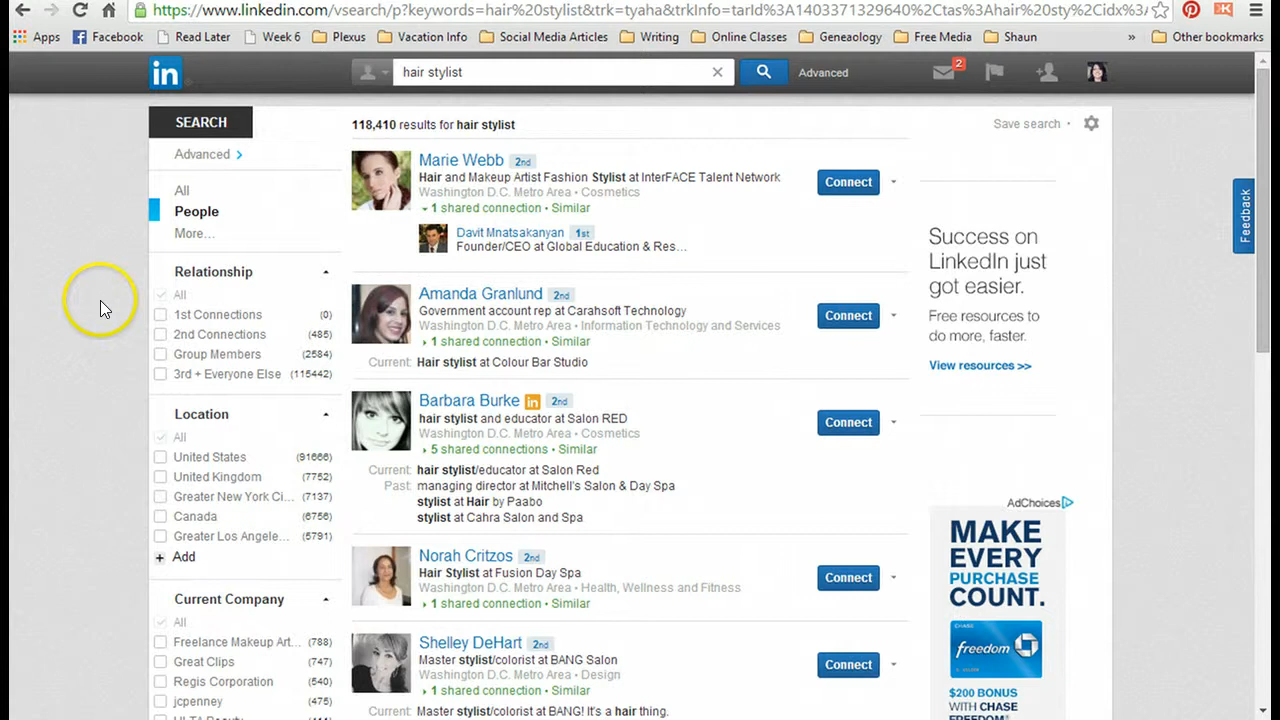 https://www.linkedin.com/vsearch/p?keywords=hair%20stylist&trk=tyaha&trkInfo=tarId%3A1403371529640%2Ctas%3Ahair%20sty%2Cidx%3A
Apps Facebook Read Later Week 6 Plexus Vacation Info Social Media Articles Writing Online Classes Geneaology Free Media Shaun » Other bookmarks
in hair stylist Advanced 2
SEARCH
Advanced
All
People
More...
Relationship
All
1st Connections (0)
2nd Connections (485)
Group Members (2584)
3rd + Everyone Else (115442)
Location
All
United States (91666)
United Kingdom (7752)
Greater New York Ci... (7137)
Canada (6756)
Greater Los Angele... (5791)
+ Add
Current Company
All
Freelance Makeup Art... (788)
Great Clips (747)
Regis Corporation (530)
jcpenney (475)
118,410 results for hair stylist
Save search
Marie Webb 2nd
Hair and Makeup Artist Fashion Stylist at InterFACE Talent Network
Washington D.C. Metro Area • Cosmetics
1 shared connection • Similar
Connect
Davit Mnatsakanyan 1st
Founder/CEO at Global Education & Res...
Amanda Granlund 2nd
Government account rep at Carahsoft Technology
Washington D.C. Metro Area • Information Technology and Services
1 shared connection • Similar
Current: Hair stylist at Colour Bar Studio
Connect
Barbara Burke in 2nd
hair stylist and educator at Salon RED
Washington D.C. Metro Area • Cosmetics
5 shared connections • Similar
Current: hair stylist/educator at Salon Red
Past: managing director at Mitchell's Salon & Day Spa
stylist at Hair by Paabo
stylist at Cahra Salon and Spa
Connect
Norah Critzos 2nd
Hair Stylist at Fusion Day Spa
Washington D.C. Metro Area • Health, Wellness and Fitness
1 shared connection • Similar
Connect
Shelley DeHart 2nd
Master stylist/colorist at BANG Salon
Washington D.C. Metro Area • Design
1 shared connection • Similar
Current: Master stylist/colorist at BANG! It's a hair thing.
Connect
Success on
LinkedIn just
got easier.
Free resources to
do more, faster.
View resources >>
AdChoices
MAKE
EVERY
PURCHASE
COUNT.
CHASE
freedom
$200 BONUS
WITH CHASE
Feedback